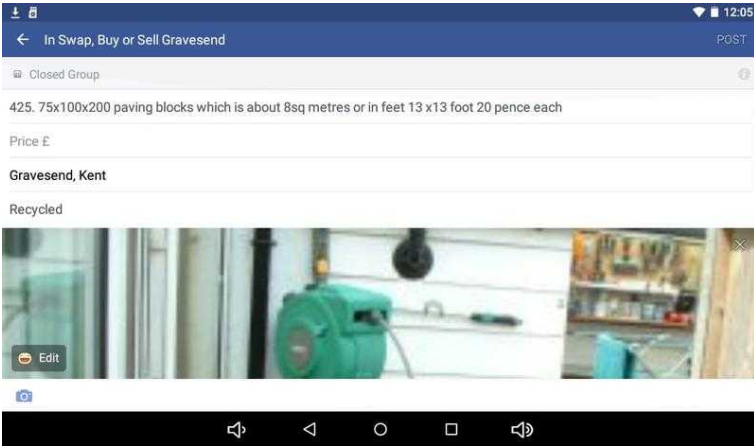 12:05
In Swap, Buy or Sell Gravesend
POST
Closed Group
425. 75x100x200 paving blocks which is about 8sq metres or in feet 13 x13 foot 20 pence each
Price £
Gravesend, Kent
Recycled
Edit